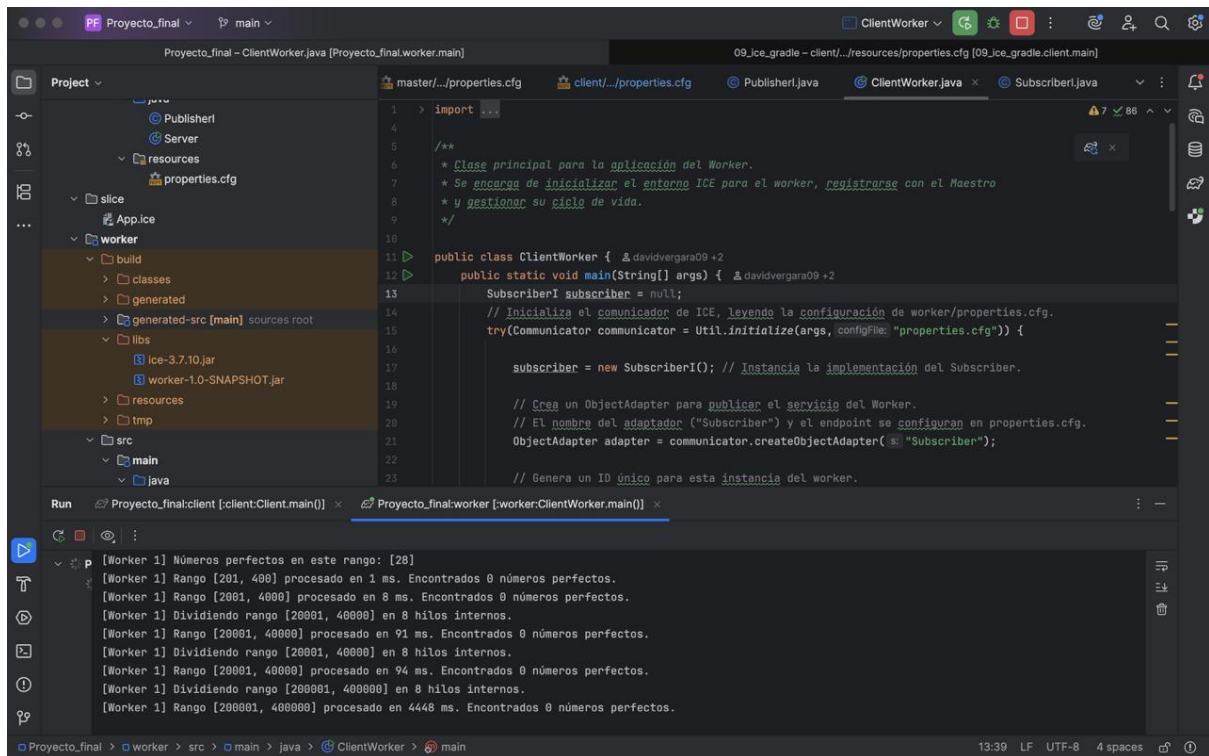 PF Proyecto_final main ClientWorker
Proyecto_final – ClientWorker.java [Proyecto_final.worker.main] 09_ice_gradle – client/.../resources/properties.cfg [09_ice_gradle.client.main]
Project
master/.../properties.cfg client/.../properties.cfg PublisherI.java ClientWorker.java SubscriberI.java
java
PublisherI
Server
resources
properties.cfg
slice
App.ice
worker
build
classes
generated
generated-src [main] sources root
libs
ice-3.7.10.jar
worker-1.0-SNAPSHOT.jar
resources
tmp
src
main
java
7 86
1 import ...
4
5 /**
6 * Clase principal para la aplicación del Worker.
7 * Se encarga de inicializar el entorno ICE para el worker, registrarse con el Maestro
8 * y gestionar su ciclo de vida.
9 */
10
11 public class ClientWorker { davidvergara09 +2
12 public static void main(String[] args) { davidvergara09 +2
13 SubscriberI subscriber = null;
14 // Inicializa el comunicador de ICE, leyendo la configuración de worker/properties.cfg.
15 try(Communicator communicator = Util.initialize(args, configFile: "properties.cfg")) {
16
17 subscriber = new SubscriberI(); // Instancia la implementación del Subscriber.
18
19 // Crea un ObjectAdapter para publicar el servicio del Worker.
20 // El nombre del adaptador ("Subscriber") y el endpoint se configuran en properties.cfg.
21 ObjectAdapter adapter = communicator.createObjectAdapter( s: "Subscriber");
22
23 // Genera un ID único para esta instancia del worker.
Run Proyecto_final:client [:client:Client.main()] Proyecto_final:worker [:worker:ClientWorker.main()]
P
[Worker 1] Números perfectos en este rango: [28]
[Worker 1] Rango [201, 400] procesado en 1 ms. Encontrados 0 números perfectos.
[Worker 1] Rango [2001, 4000] procesado en 8 ms. Encontrados 0 números perfectos.
[Worker 1] Dividiendo rango [20001, 40000] en 8 hilos internos.
[Worker 1] Rango [20001, 40000] procesado en 91 ms. Encontrados 0 números perfectos.
[Worker 1] Dividiendo rango [20001, 40000] en 8 hilos internos.
[Worker 1] Rango [20001, 40000] procesado en 94 ms. Encontrados 0 números perfectos.
[Worker 1] Dividiendo rango [200001, 400000] en 8 hilos internos.
[Worker 1] Rango [200001, 400000] procesado en 4448 ms. Encontrados 0 números perfectos.
Proyecto_final > worker > src > main > java > ClientWorker > main 13:39 LF UTF-8 4 spaces